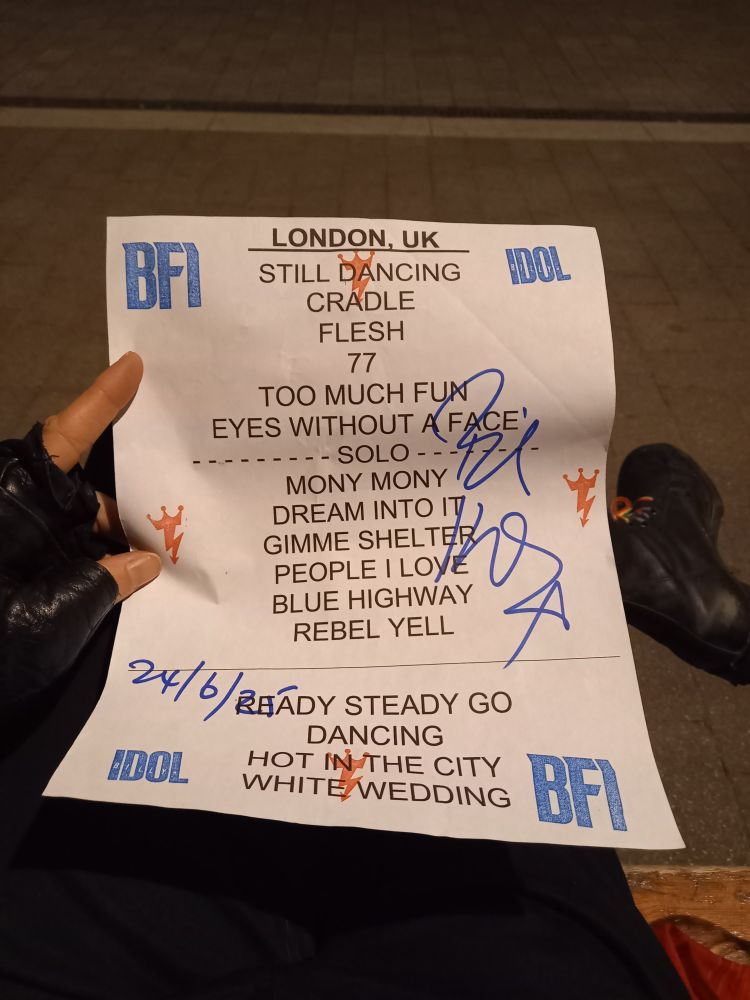 LONDON, UK
BFI IDOL
STILL DANCING
CRADLE
FLESH
77
TOO MUCH FUN
EYES WITHOUT A FACE
- - - - - - - - - - SOLO - - - - - - - - -
MONY MONY
DREAM INTO IT
GIMME SHELTER
PEOPLE I LOVE
BLUE HIGHWAY
REBEL YELL
24/6/25
READY STEADY GO
DANCING
HOT IN THE CITY
WHITE WEDDING
IDOL BFI